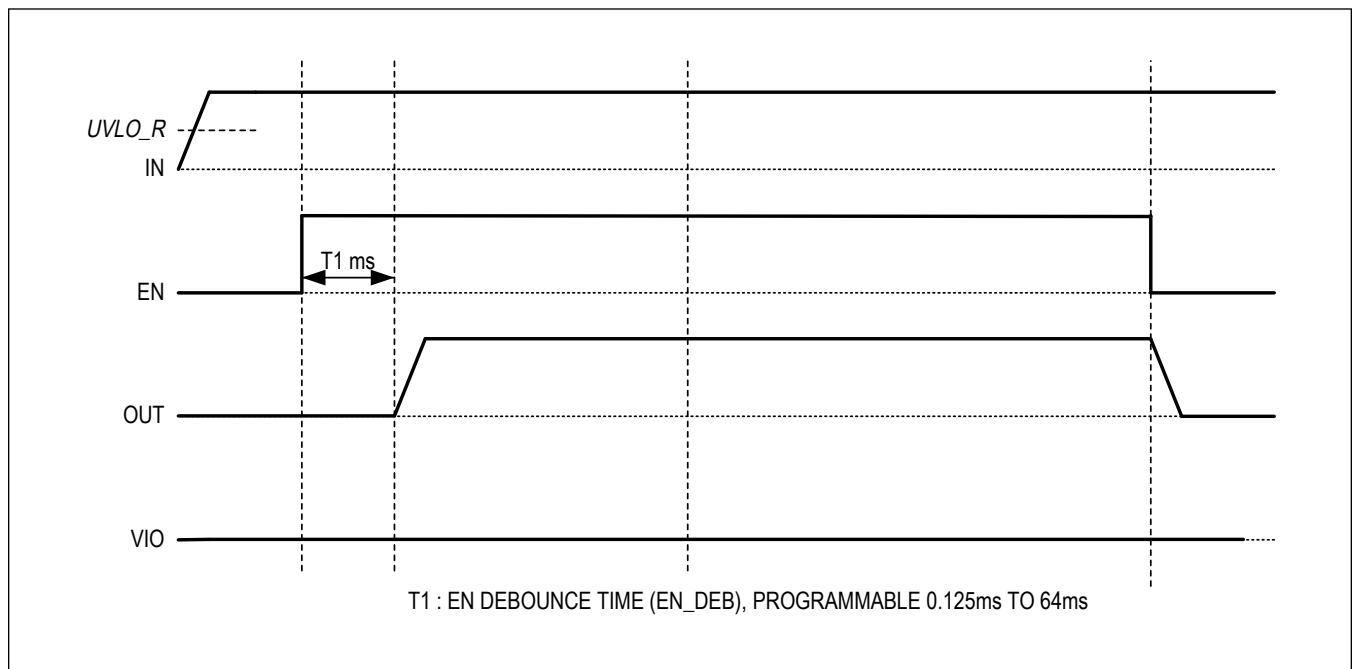 UVLO_R
IN
T1 ms
EN
OUT
VIO
T1 : EN DEBOUNCE TIME (EN_DEB), PROGRAMMABLE 0.125ms TO 64ms